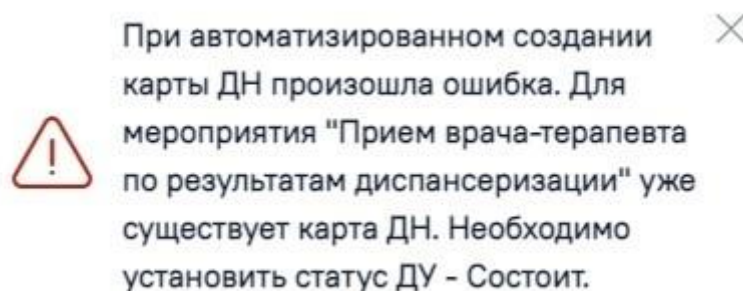 При автоматизированном создании
карты ДН произошла ошибка. Для
мероприятия "Прием врача-терапевта
по результатам диспансеризации" уже
существует карта ДН. Необходимо
установить статус ДУ - Состоит.